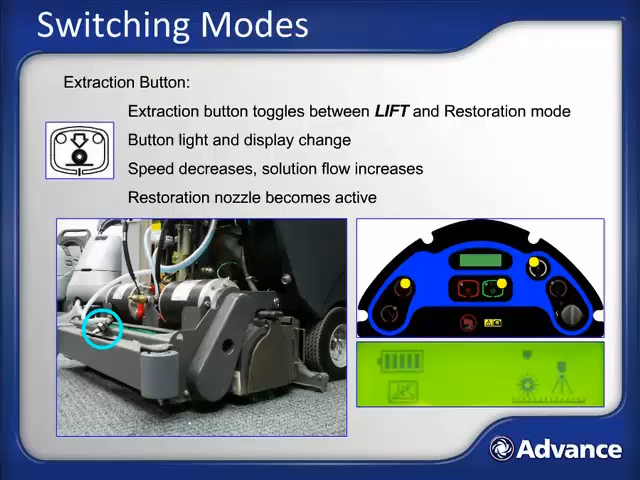 Switching Modes
Extraction Button:
Extraction button toggles between LIFT and Restoration mode
Button light and display change
Speed decreases, solution flow increases
Restoration nozzle becomes active
Advance